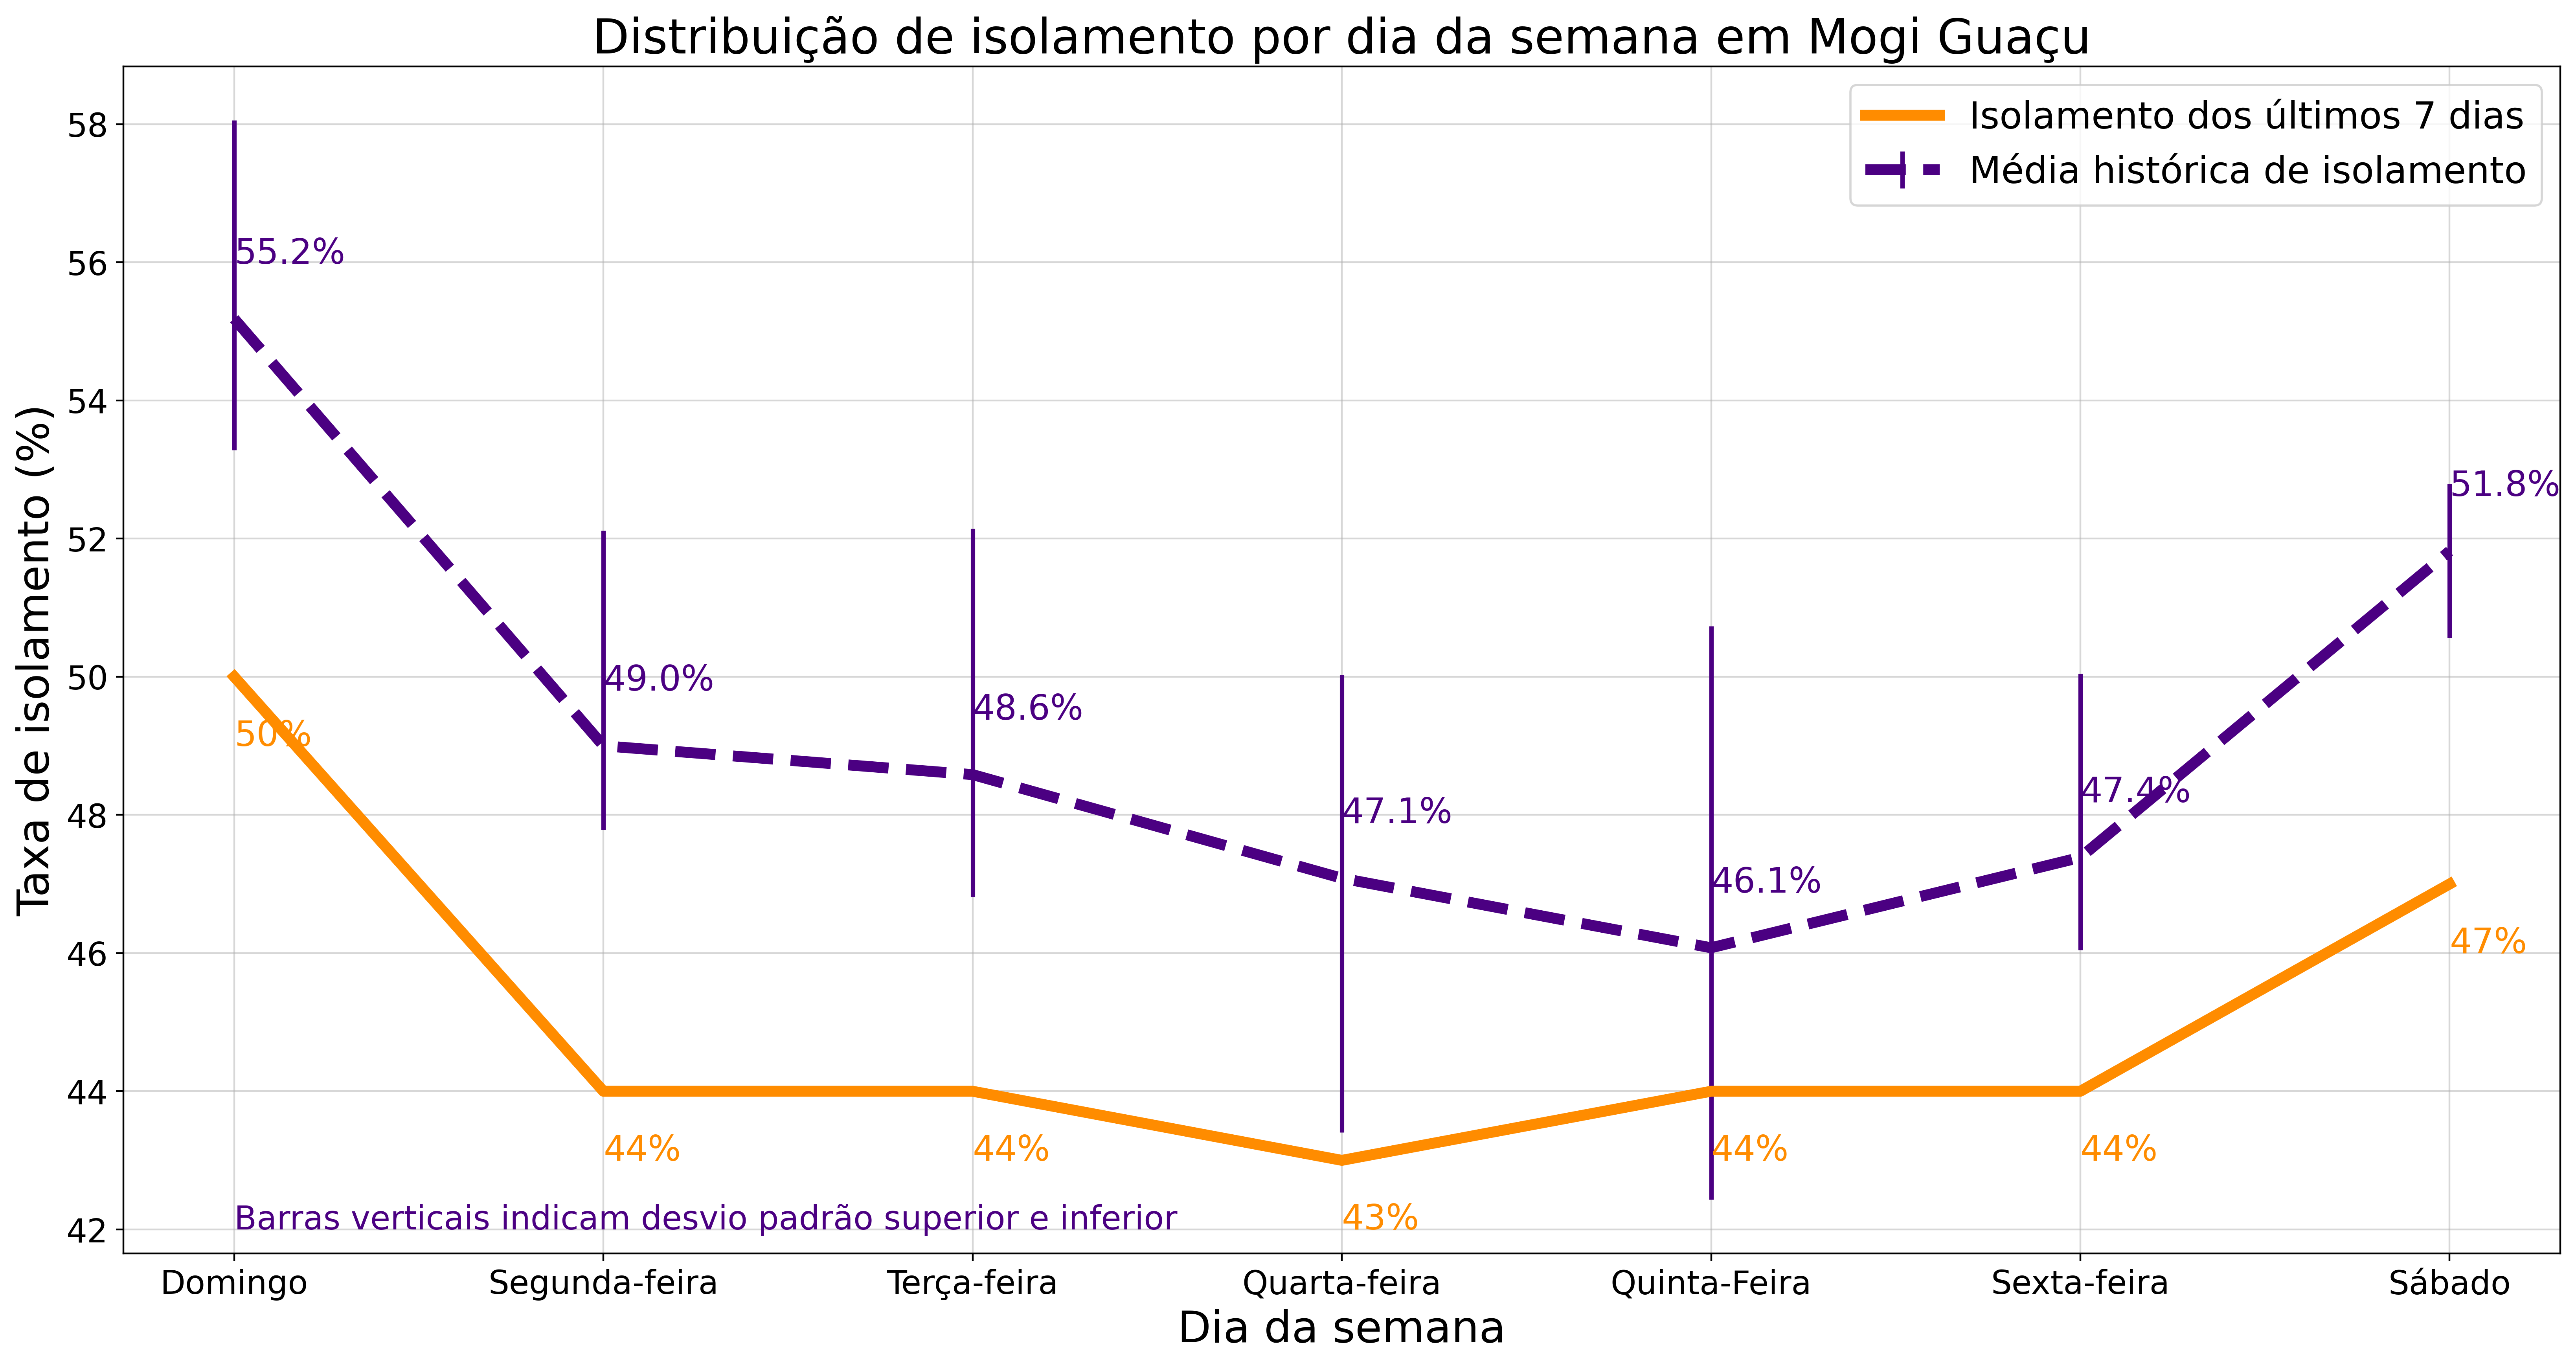 Distribuição de isolamento por dia da semana em Mogi Guaçu
Isolamento dos últimos 7 dias
Média histórica de isolamento
Taxa de isolamento (%)
58
56
54
52
50
48
46
44
42
55.2%
49.0%
48.6%
47.1%
46.1%
47.4%
51.8%
50%
44%
44%
43%
44%
44%
47%
Barras verticais indicam desvio padrão superior e inferior
Domingo
Segunda-feira
Terça-feira
Quarta-feira
Quinta-Feira
Sexta-feira
Sábado
Dia da semana